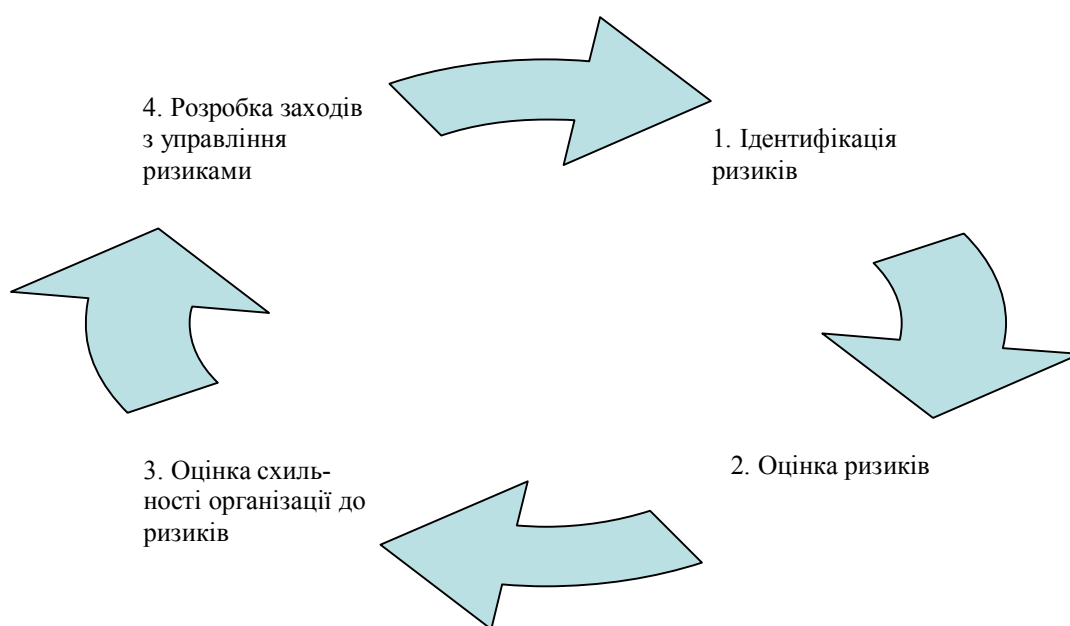 4. Розробка заходів
з управління
ризиками
1. Ідентифікація
ризиків
2. Оцінка ризиків
3. Оцінка схиль-
ності організації до
ризиків